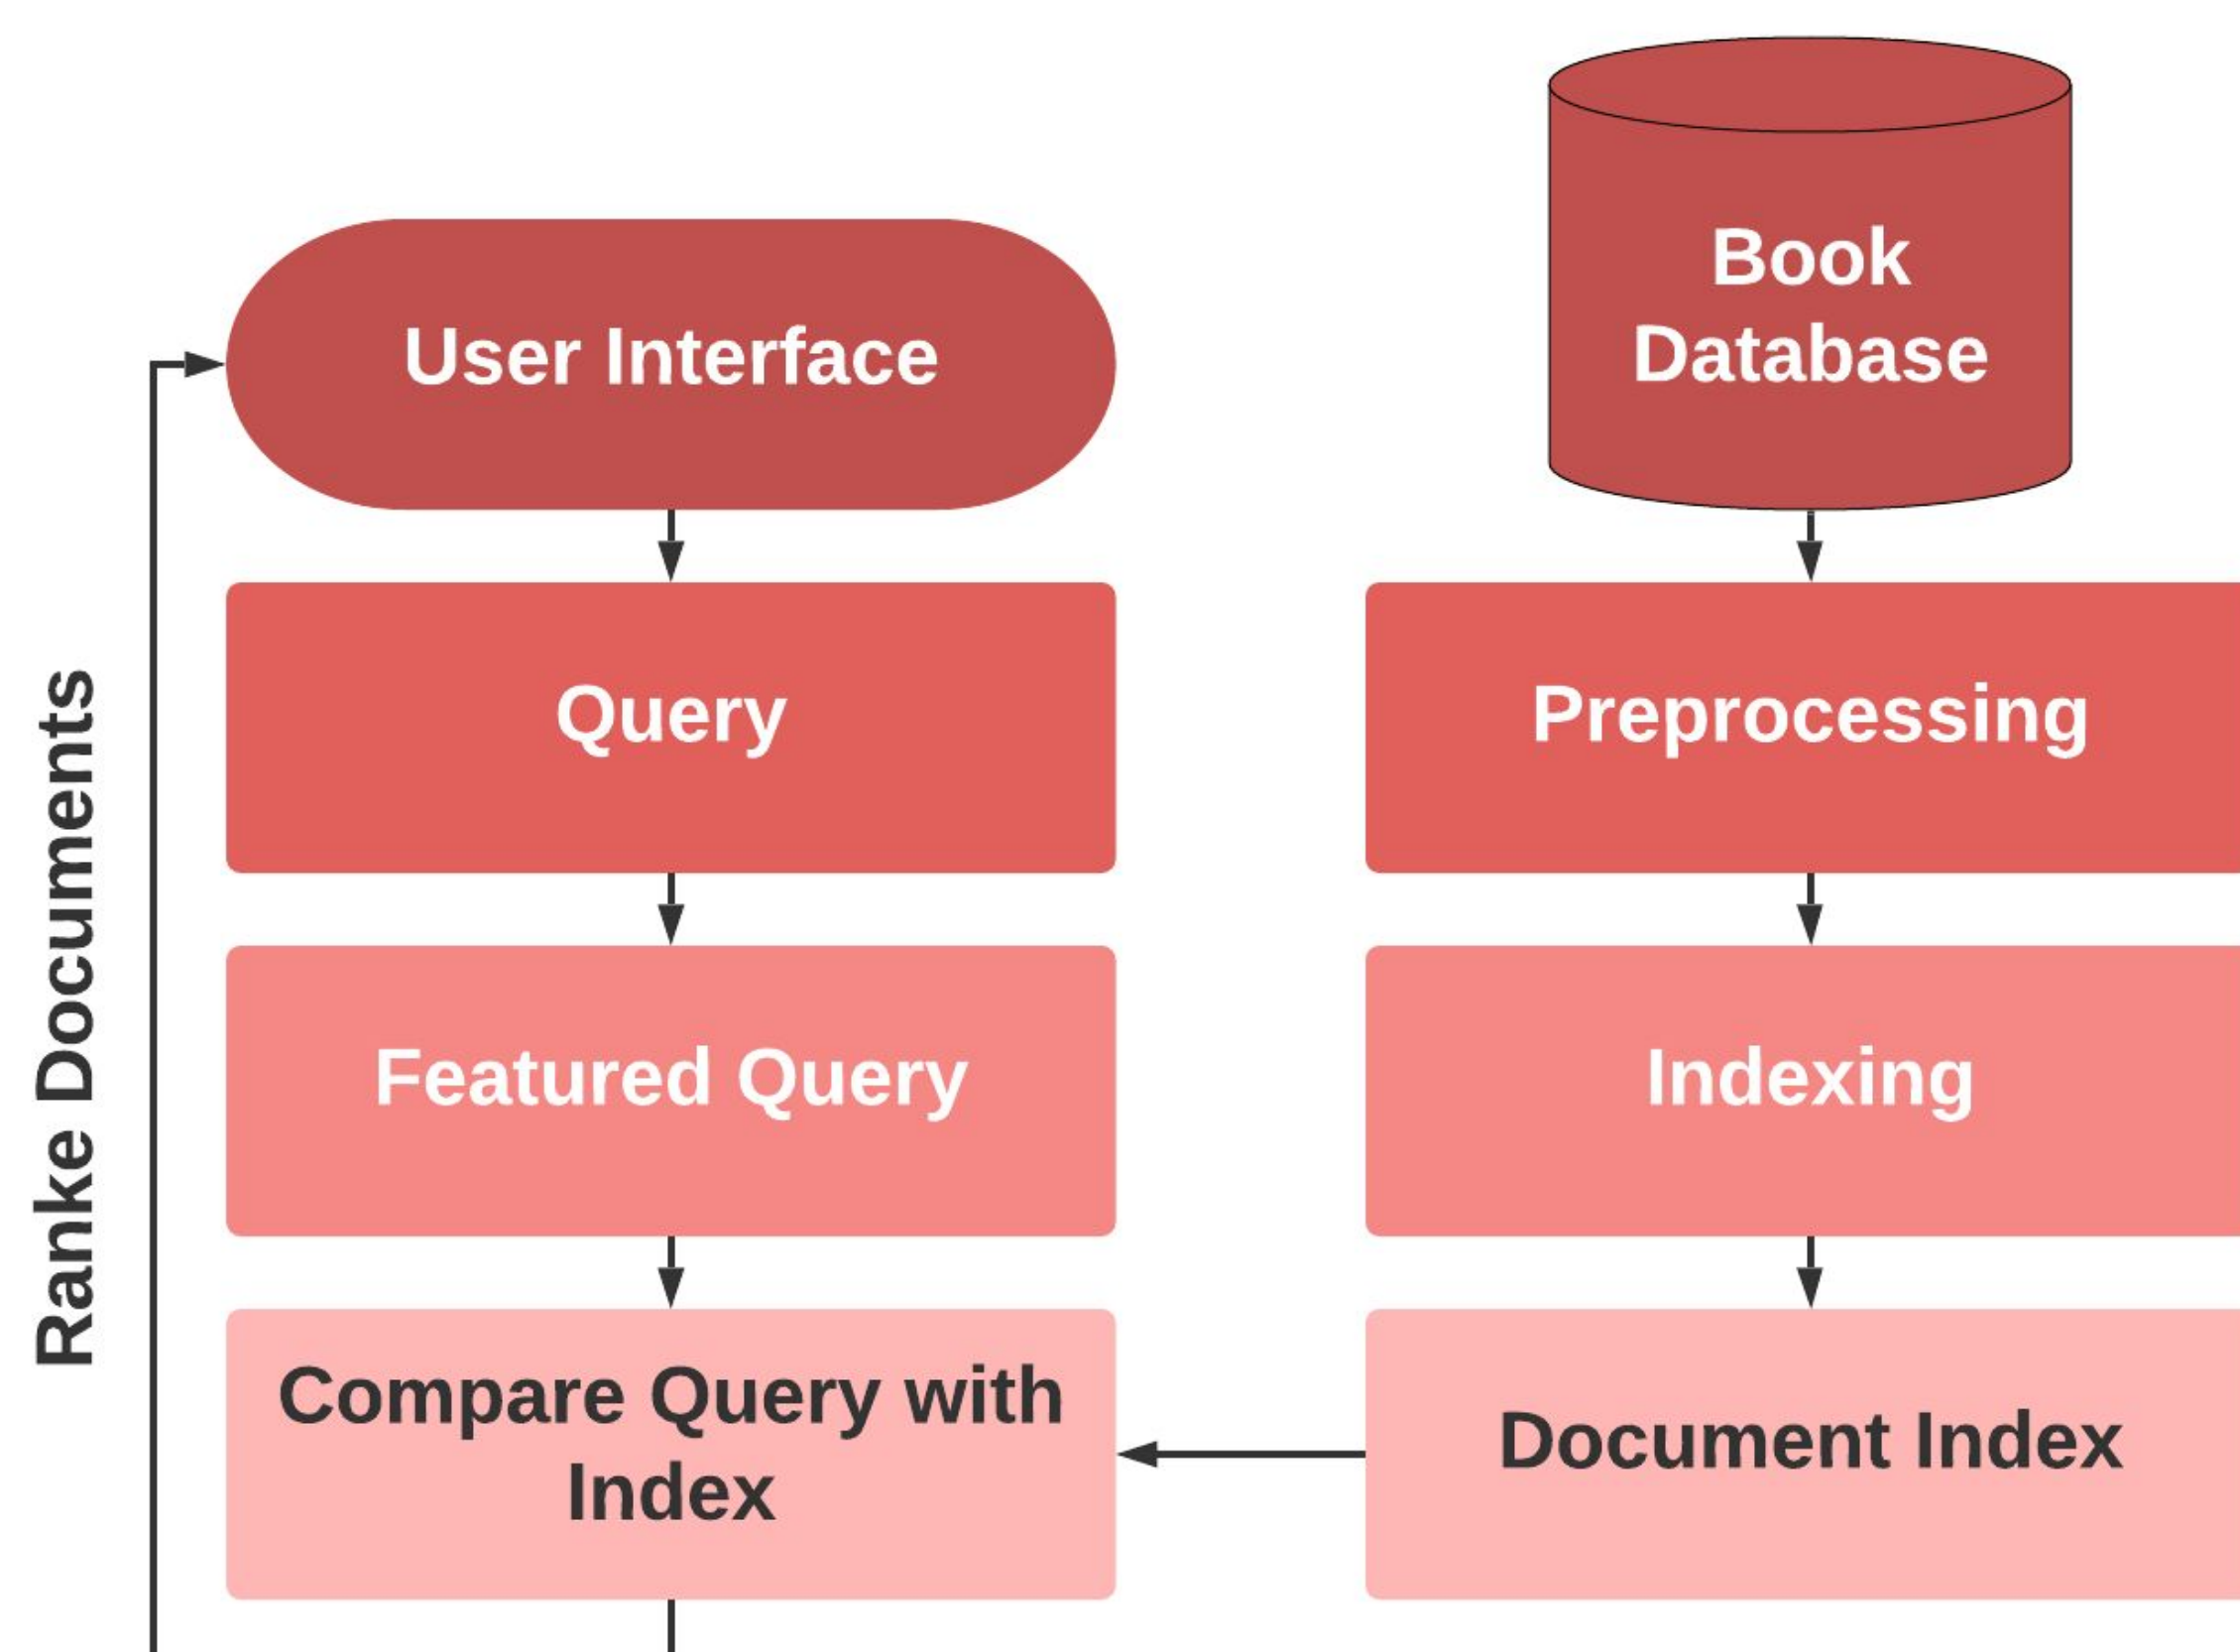 Book
Database
User Interface
Query
Preprocessing
Ranke Documents
Featured Query
Indexing
Compare Query with
Index
Document Index